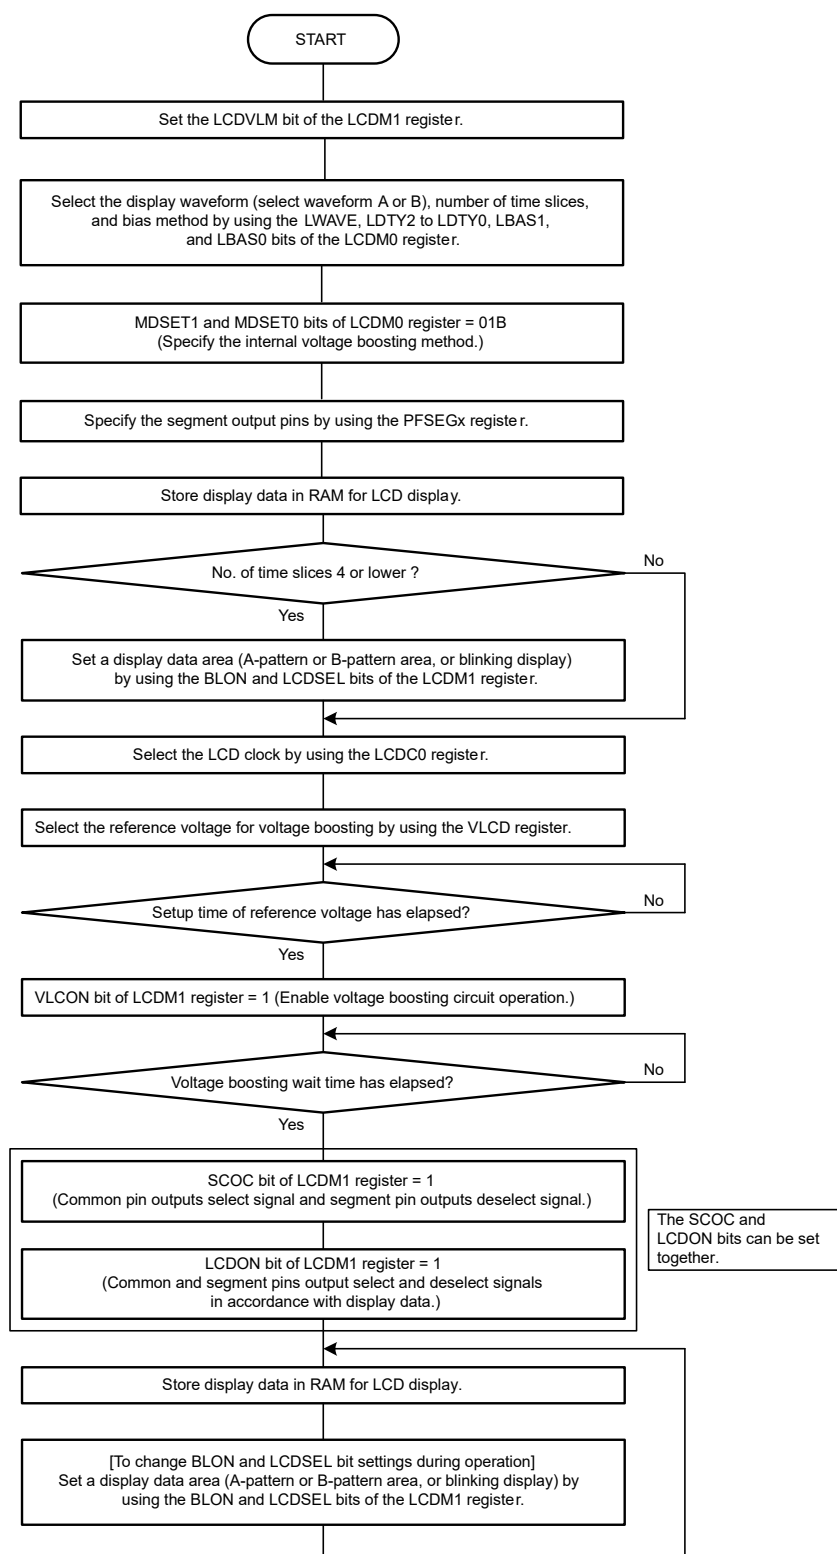 START
Set the LCDVLM bit of the LCDM1 register.
Select the display waveform (select waveform A or B), number of time slices,
and bias method by using the LWAVE, LDTY2 to LDTY0, LBAS1,
and LBAS0 bits of the LCDM0 register.
MDSET1 and MDSET0 bits of LCDM0 register = 01B
(Specify the internal voltage boosting method.)
Specify the segment output pins by using the PFSEGx register.
Store display data in RAM for LCD display.
No. of time slices 4 or lower ?
No
Yes
Set a display data area (A-pattern or B-pattern area, or blinking display)
by using the BLON and LCDSEL bits of the LCDM1 register.
Select the LCD clock by using the LCDC0 register.
Select the reference voltage for voltage boosting by using the VLCD register.
Setup time of reference voltage has elapsed?
No
Yes
VLCON bit of LCDM1 register = 1 (Enable voltage boosting circuit operation.)
Voltage boosting wait time has elapsed?
No
Yes
SCOC bit of LCDM1 register = 1
(Common pin outputs select signal and segment pin outputs deselect signal.)
LCDON bit of LCDM1 register = 1
(Common and segment pins output select and deselect signals
in accordance with display data.)
The SCOC and
LCDON bits can be set
together.
Store display data in RAM for LCD display.
[To change BLON and LCDSEL bit settings during operation]
Set a display data area (A-pattern or B-pattern area, or blinking display) by
using the BLON and LCDSEL bits of the LCDM1 register.